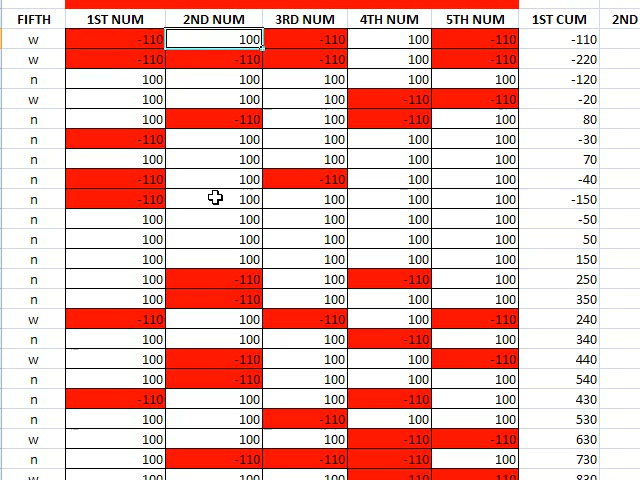 FIFTH 1ST NUM 2ND NUM 3RD NUM 4TH NUM 5TH NUM 1ST CUM 2ND
w -110 100 -110 100 -110 -110
w -110 -110 -110 100 -110 -220
n 100 100 100 100 100 -120
w 100 100 100 -110 -110 -20
n 100 -110 100 -110 100 80
n -110 100 100 100 100 -30
n 100 100 100 100 100 70
n -110 100 -110 100 100 -40
n -110 100 100 100 100 -150
n 100 100 100 100 100 -50
n 100 100 100 100 100 50
n 100 100 100 100 100 150
n 100 -110 100 -110 100 250
n 100 -110 100 100 100 350
w -110 100 -110 100 -110 240
n 100 100 100 -110 100 340
w 100 -110 100 100 -110 440
n 100 -110 100 100 100 540
n -110 100 100 -110 100 430
n 100 100 -110 100 100 530
w 100 100 100 -110 -110 630
n 100 -110 -110 -110 100 730
w 100 100 100 -110 -110 830